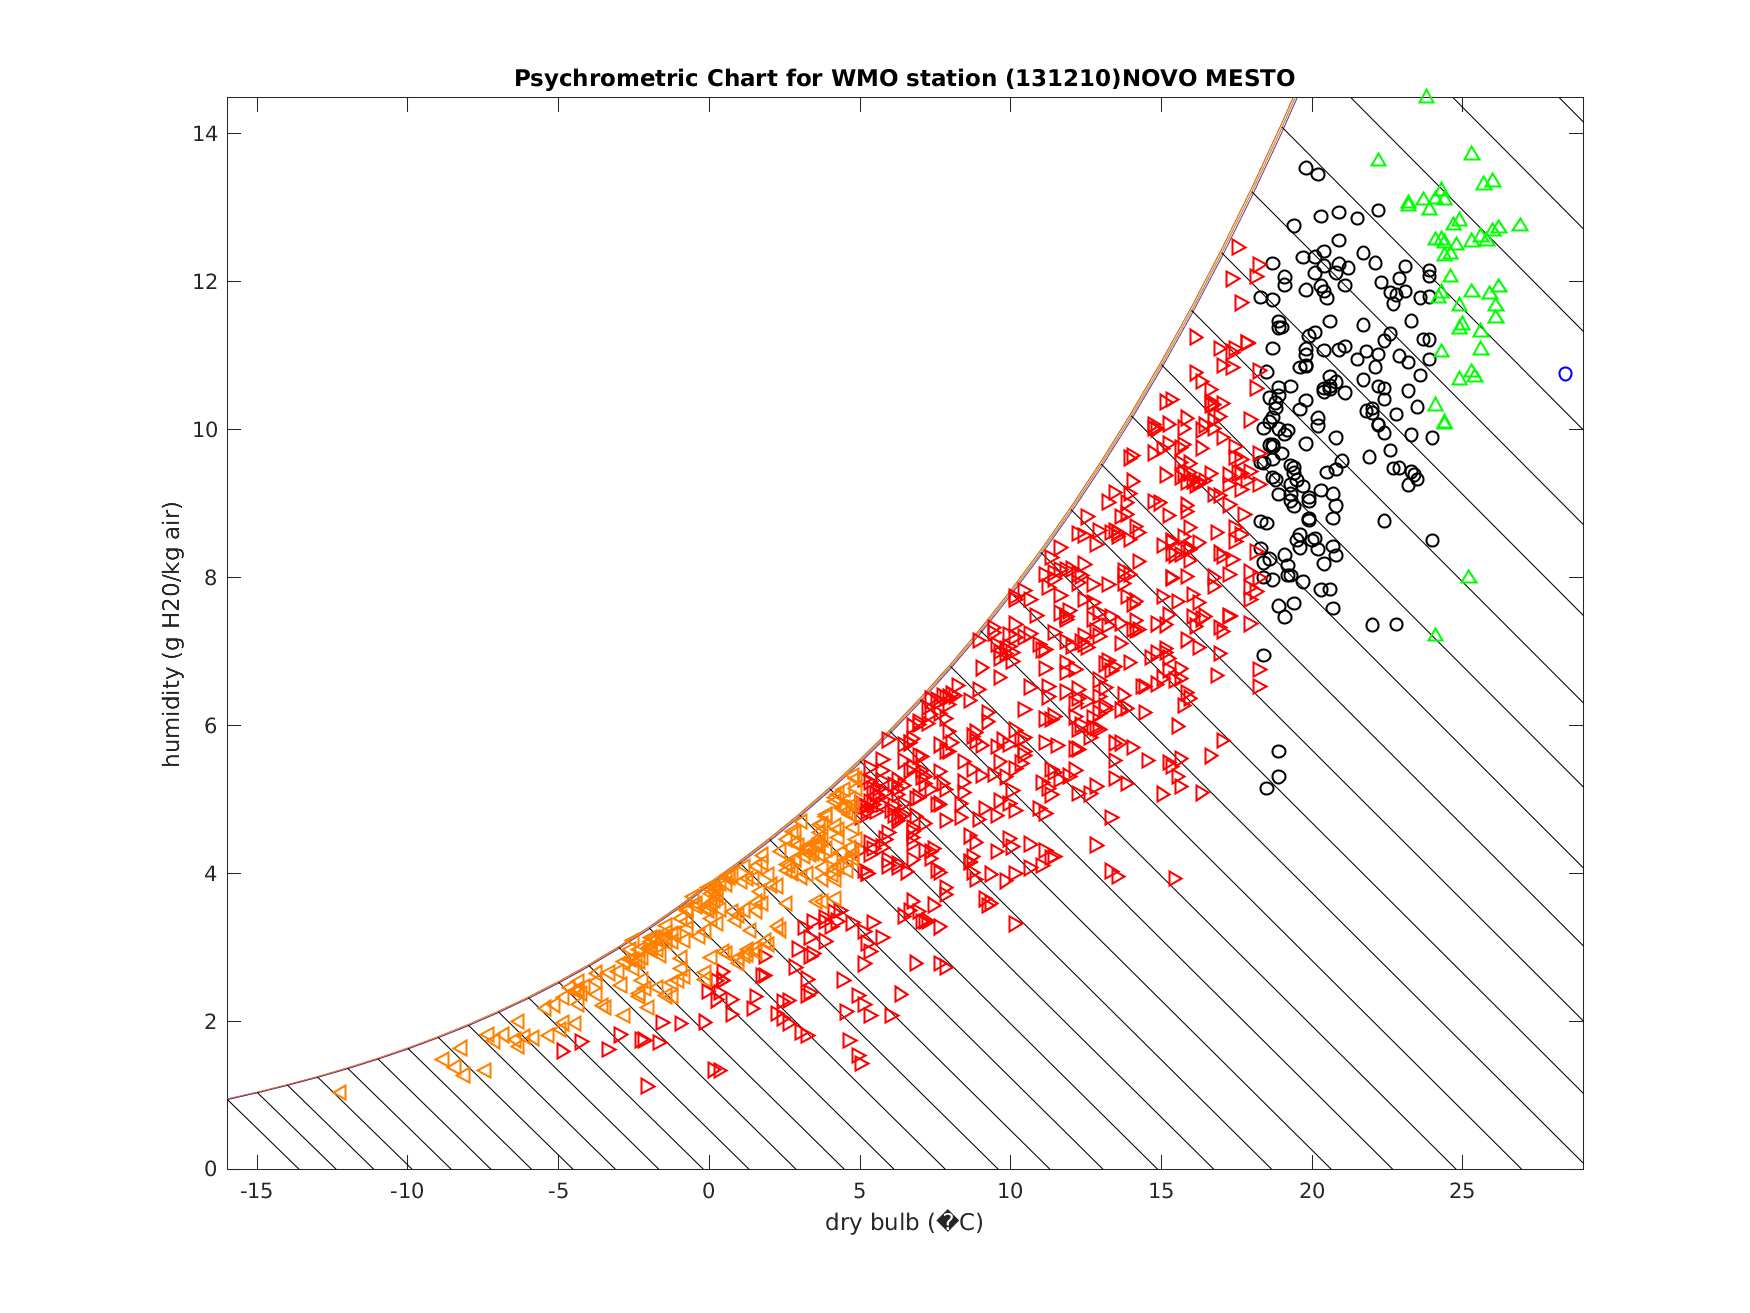 Psychrometric Chart for WMO station (131210)NOVO MESTO
humidity (g H20/kg air)
14
12
10
8
6
4
2
0
-15 -10 -5 0 5 10 15 20 25
dry bulb (�C)